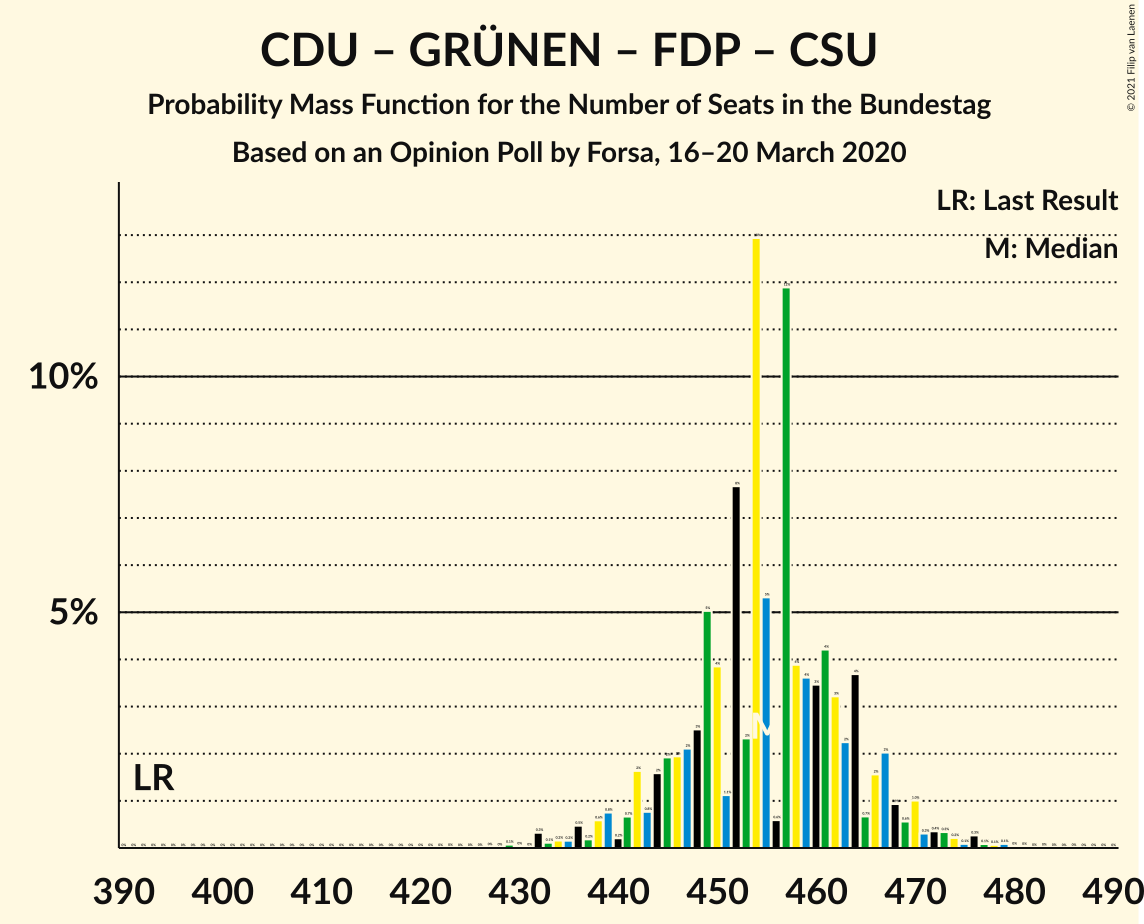 CDU – GRÜNEN – FDP – CSU
Probability Mass Function for the Number of Seats in the Bundestag
Based on an Opinion Poll by Forsa, 16–20 March 2020
© 2021 Filip van Laenen
LR: Last Result
M: Median
10%
5%
LR
M
390 400 410 420 430 440 450 460 470 480 490